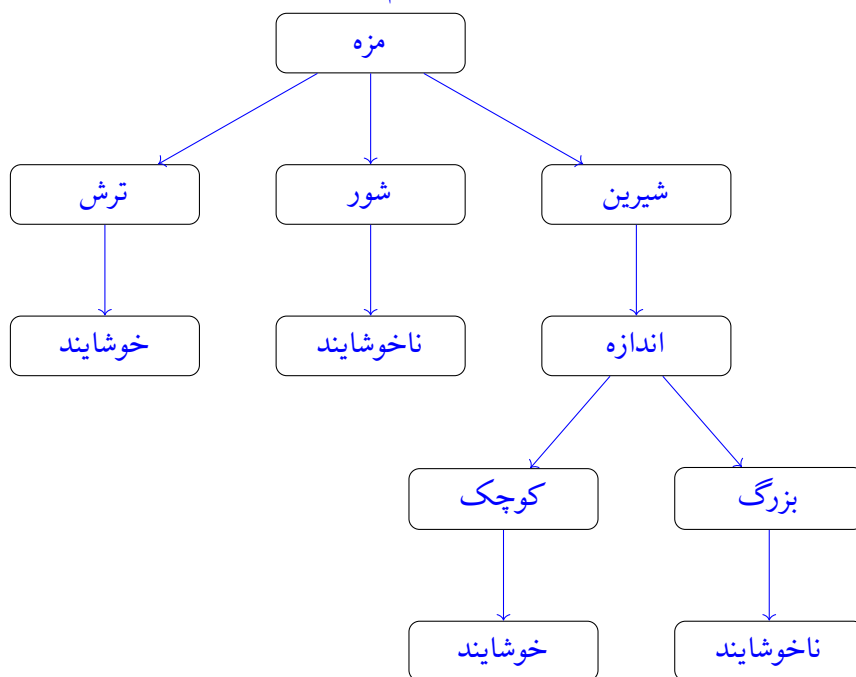 مزه
شیرین
شور
ترش
اندازه
ناخوشایند
خوشایند
بزرگ
کوچک
ناخوشایند
خوشایند